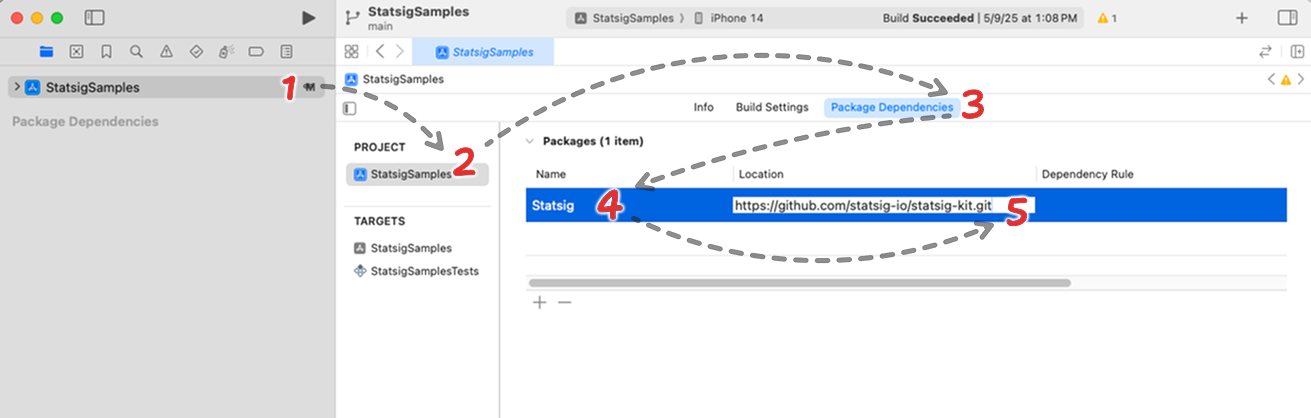 StatsigSamples
main
StatsigSamples
iPhone 14
Build Succeeded | 5/9/25 at 1:08 PM
1
StatsigSamples
StatsigSamples
1
M
StatsigSamples
Package Dependencies
Info
Build Settings
Package Dependencies
3
PROJECT
2
StatsigSamples
TARGETS
StatsigSamples
StatsigSamplesTests
Packages (1 item)
Name
Location
Dependency Rule
Statsig
4
https://github.com/statsig-io/statsig-kit.git
5